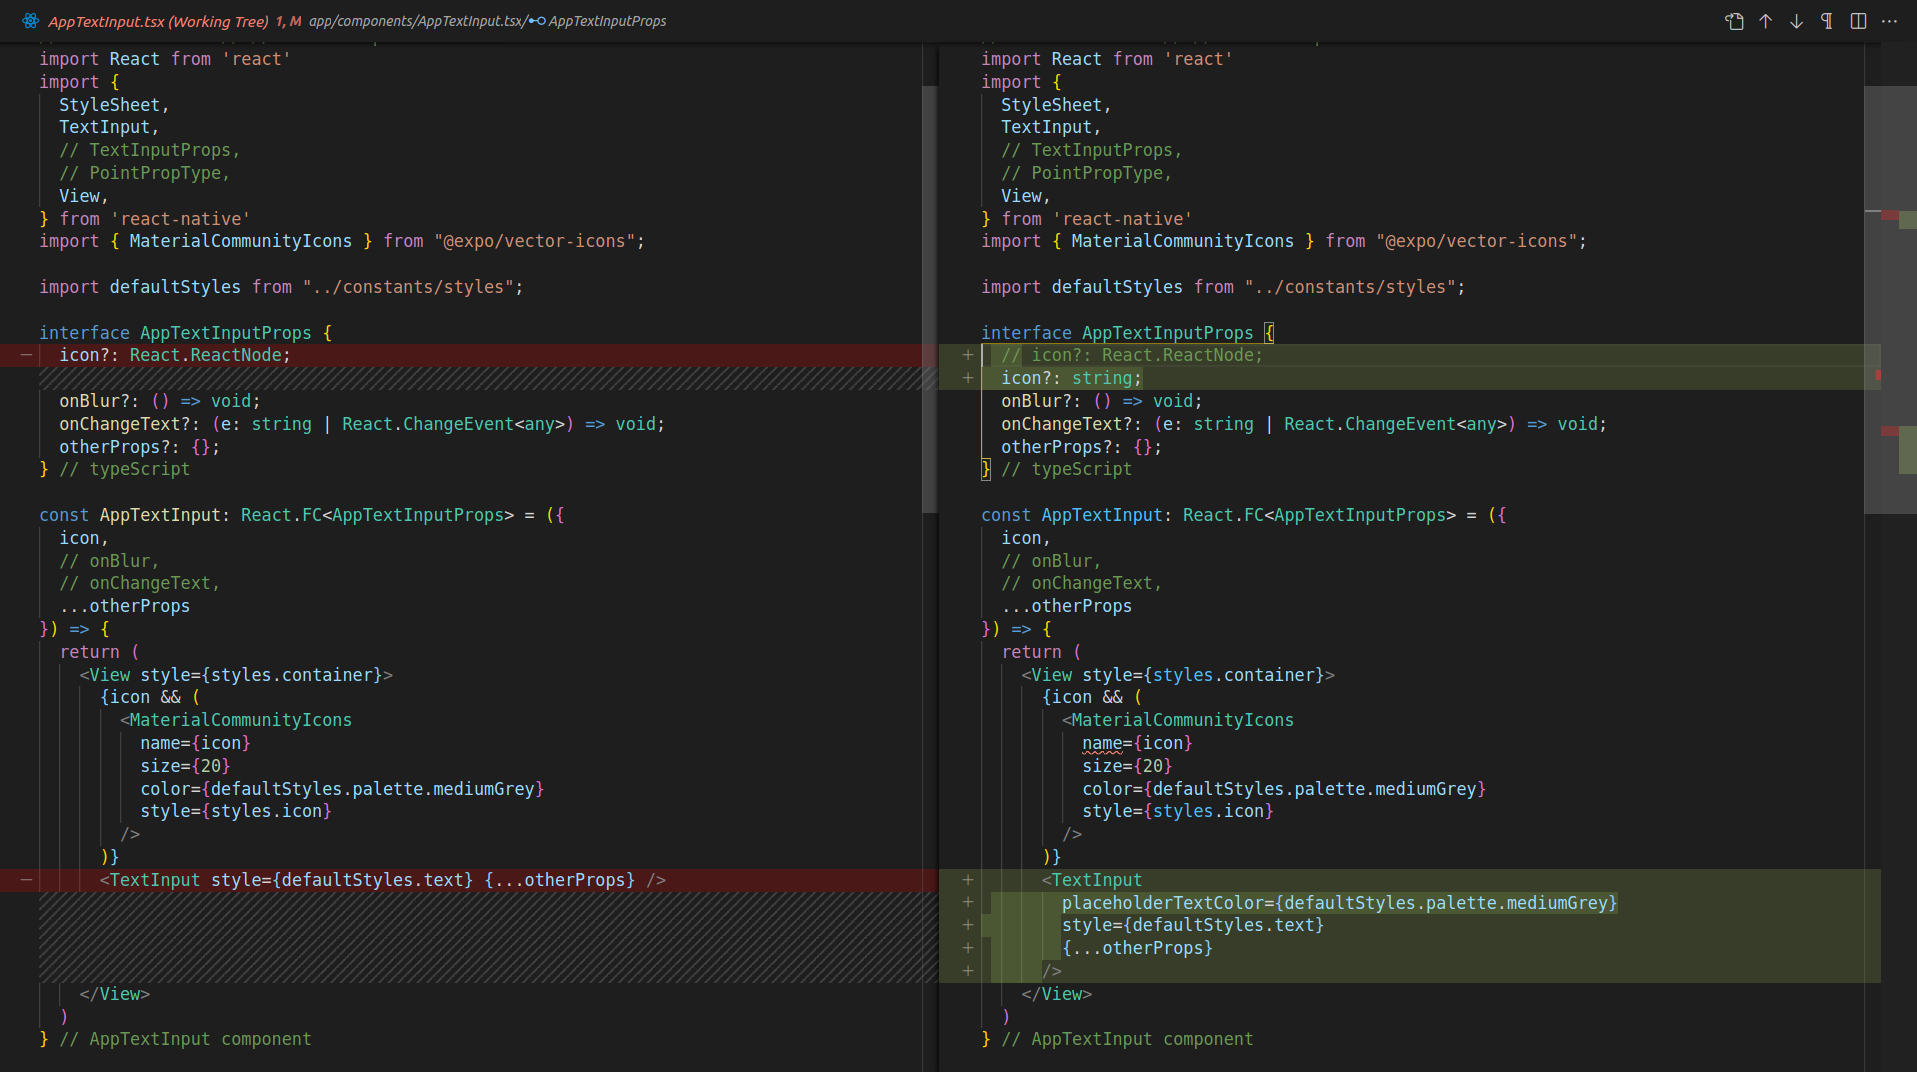 AppTextInput.tsx (Working Tree) 1, M app/components/AppTextInput.tsx/ AppTextInputProps
import React from 'react'
import {
StyleSheet,
TextInput,
// TextInputProps,
// PointPropType,
View,
} from 'react-native'
import { MaterialCommunityIcons } from "@expo/vector-icons";
import defaultStyles from "../constants/styles";
interface AppTextInputProps {
— icon?: React.ReactNode;
onBlur?: () => void;
onChangeText?: (e: string | React.ChangeEvent<any>) => void;
otherProps?: {};
} // typeScript
const AppTextInput: React.FC<AppTextInputProps> = ({
icon,
// onBlur,
// onChangeText,
...otherProps
}) => {
return (
<View style={styles.container}>
{icon && (
<MaterialCommunityIcons
name={icon}
size={20}
color={defaultStyles.palette.mediumGrey}
style={styles.icon}
/>
)}
— <TextInput style={defaultStyles.text} {...otherProps} />
</View>
)
} // AppTextInput component
import React from 'react'
import {
StyleSheet,
TextInput,
// TextInputProps,
// PointPropType,
View,
} from 'react-native'
import { MaterialCommunityIcons } from "@expo/vector-icons";
import defaultStyles from "../constants/styles";
interface AppTextInputProps {
+ // icon?: React.ReactNode;
+ icon?: string;
onBlur?: () => void;
onChangeText?: (e: string | React.ChangeEvent<any>) => void;
otherProps?: {};
} // typeScript
const AppTextInput: React.FC<AppTextInputProps> = ({
icon,
// onBlur,
// onChangeText,
...otherProps
}) => {
return (
<View style={styles.container}>
{icon && (
<MaterialCommunityIcons
name={icon}
size={20}
color={defaultStyles.palette.mediumGrey}
style={styles.icon}
/>
)}
+ <TextInput
+ placeholderTextColor={defaultStyles.palette.mediumGrey}
+ style={defaultStyles.text}
+ {...otherProps}
+ />
</View>
)
} // AppTextInput component